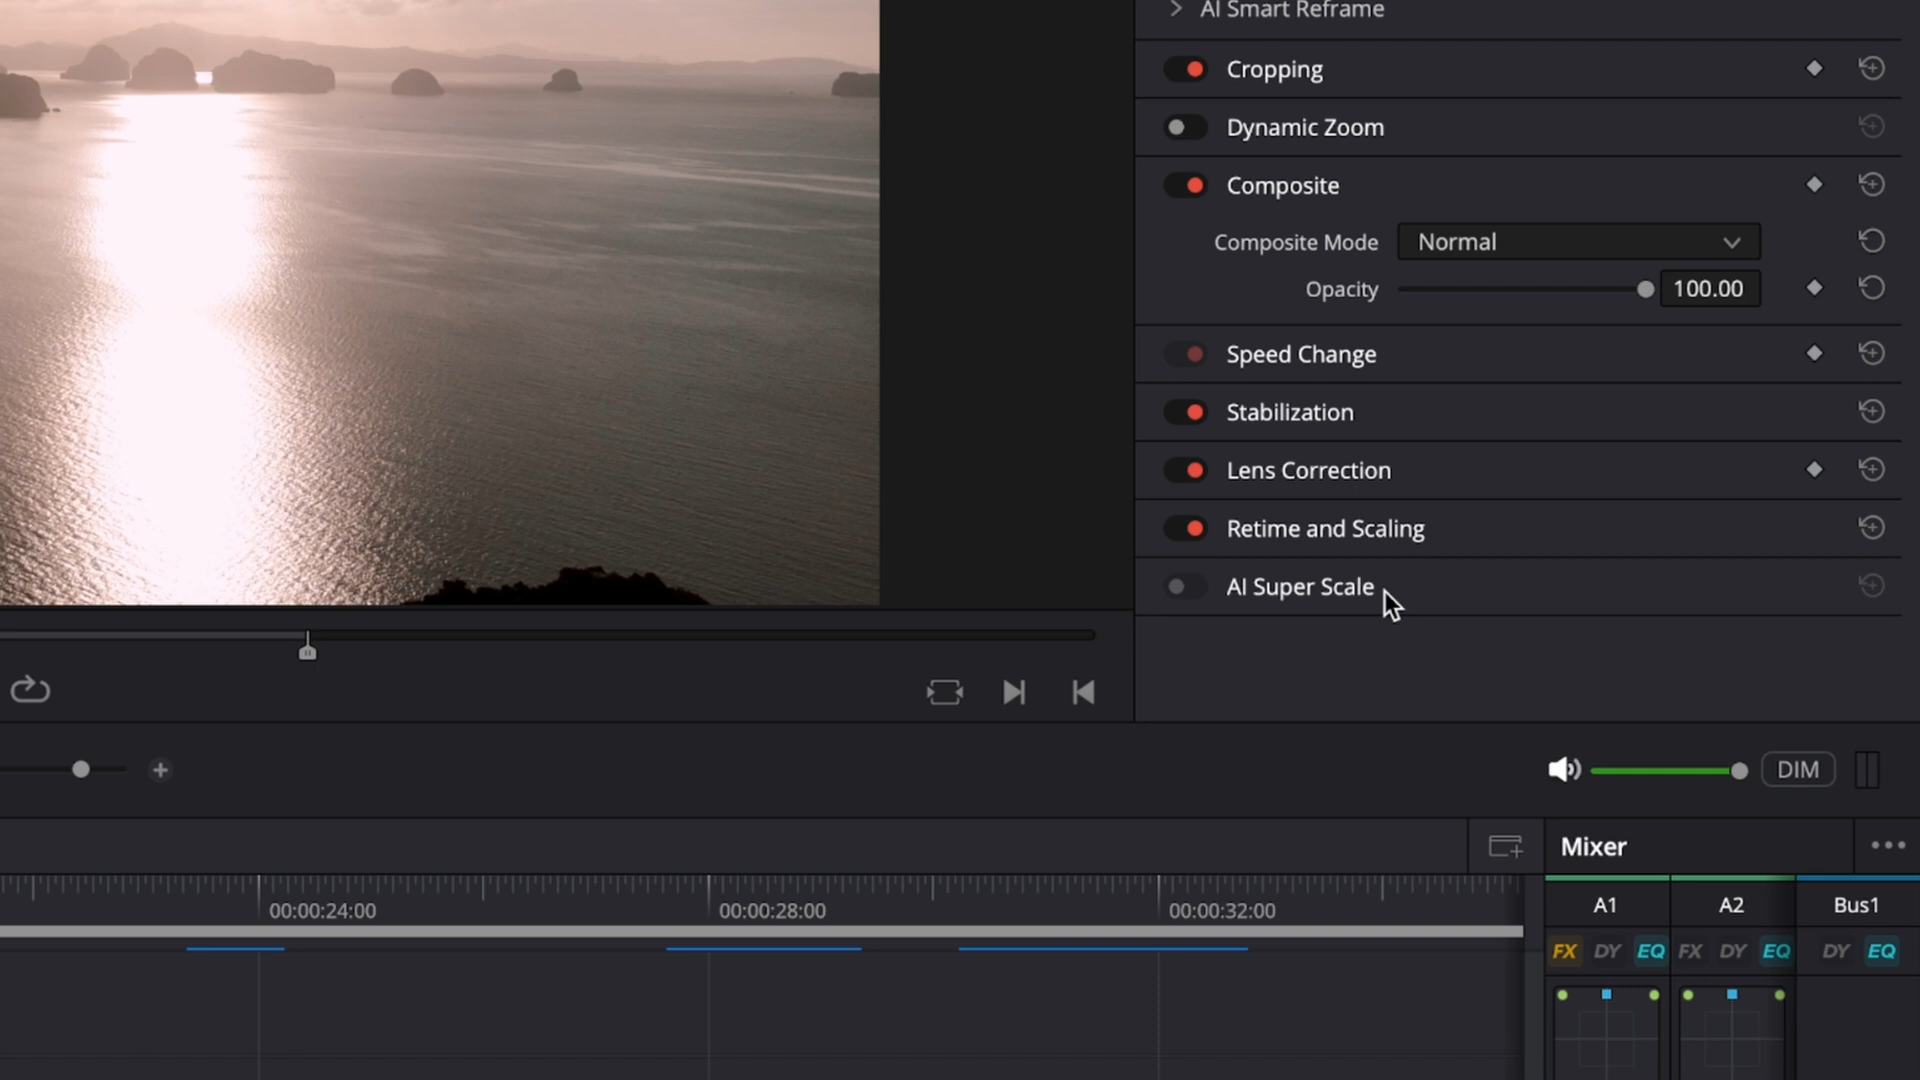 AI Smart Reframe
Cropping
Dynamic Zoom
Composite
Composite Mode Normal
Opacity 100.00
Speed Change
Stabilization
Lens Correction
Retime and Scaling
AI Super Scale
DIM
Mixer
00:00:24:00 00:00:28:00 00:00:32:00
A1 A2 Bus1
FX DY EQ FX DY EQ DY EQ